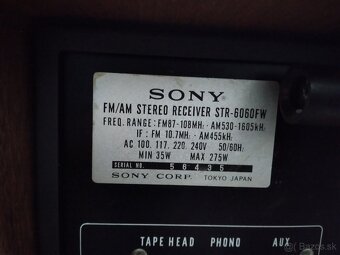 SONY
FM/AM STEREO RECEIVER STR-6060FW
FREQ. RANGE: FM87-108MHz · AM530-1605kHz
IF : FM 10.7MHz · AM455kHz
AC 100. 117. 220. 240V 50/60Hz
MIN 35W MAX 275W
SERIAL NO. 56435
SONY CORP. TOKYO JAPAN
TAPE HEAD PHONO AUX
bazos.sk